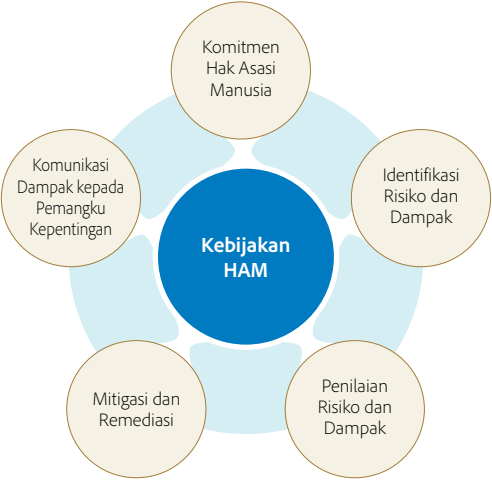 Komitmen
Hak Asasi
Manusia
Identifikasi
Risiko dan
Dampak
Penilaian
Risiko dan
Dampak
Mitigasi dan
Remediasi
Komunikasi
Dampak kepada
Pemangku
Kepentingan
Kebijakan
HAM